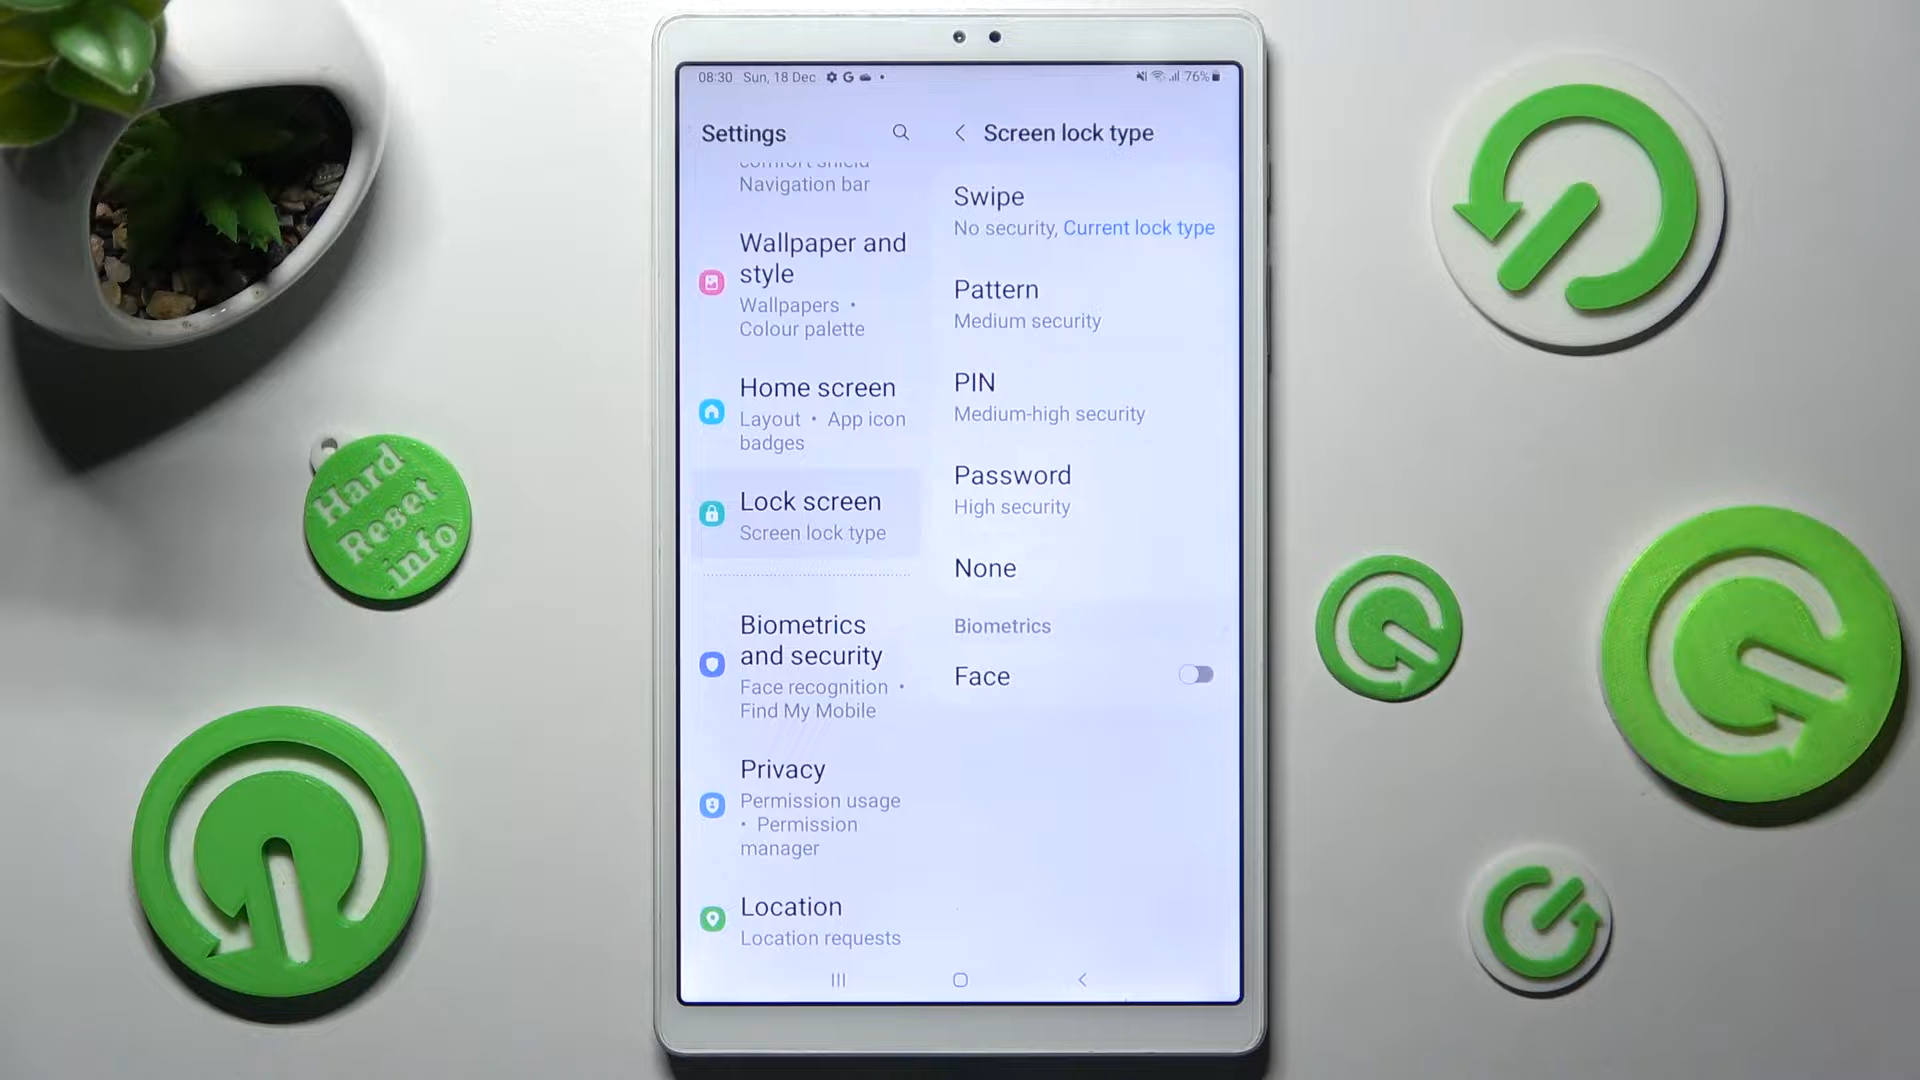 08:30 Sun, 18 Dec
76%
Settings
Screen lock type
comfort shield
Navigation bar
Wallpaper and
style
Wallpapers •
Colour palette
Home screen
Layout • App icon
badges
Lock screen
Screen lock type
Biometrics
and security
Face recognition •
Find My Mobile
Privacy
Permission usage
• Permission
manager
Location
Location requests
Swipe
No security, Current lock type
Pattern
Medium security
PIN
Medium-high security
Password
High security
None
Biometrics
Face
Hard
Reset
.info